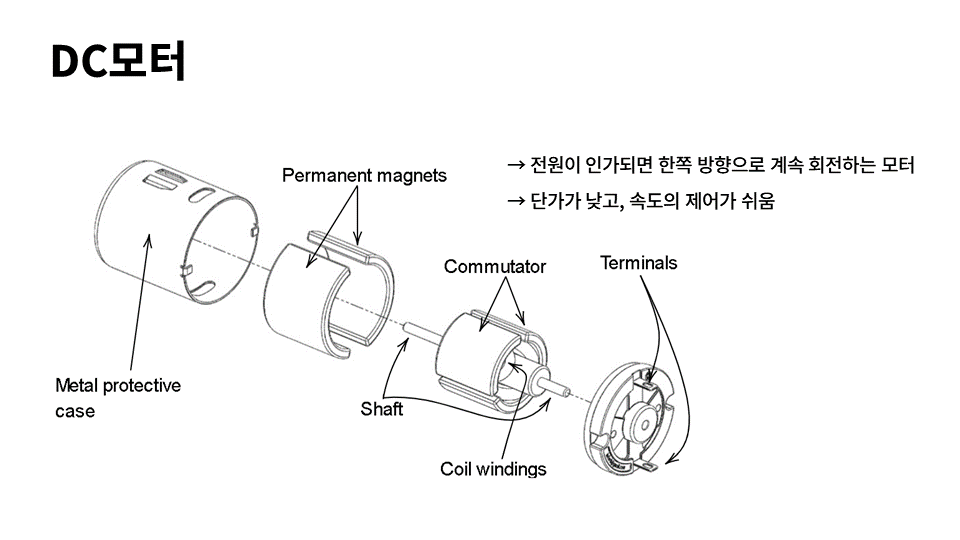 DC모터
→ 전원이 인가되면 한쪽 방향으로 계속 회전하는 모터
→ 단가가 낮고, 속도의 제어가 쉬움
Permanent magnets
Commutator
Terminals
Metal protective
case
Shaft
Coil windings